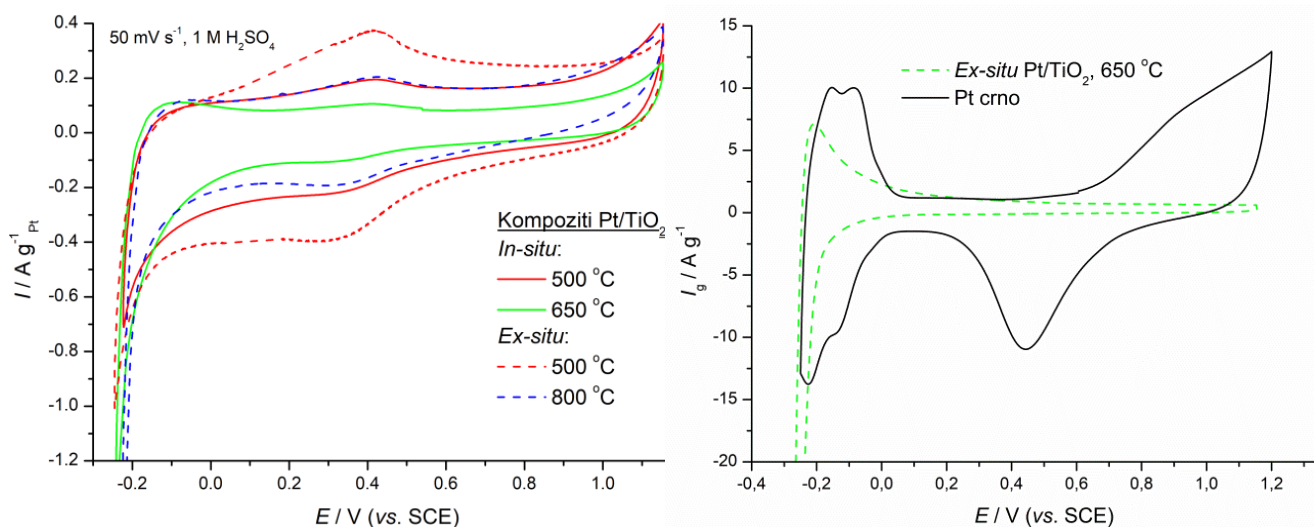 0.4
0.2
0.0
-0.2
-0.4
-0.6
-0.8
-1.0
-1.2
I / A g⁻¹Pt
50 mV s⁻¹, 1 M H₂SO₄
Kompoziti Pt/TiO₂
In-situ:
500 °C
650 °C
Ex-situ:
500 °C
800 °C
-0.2 0.0 0.2 0.4 0.6 0.8 1.0
E / V (vs. SCE)
15
10
5
0
-5
-10
-15
-20
I_g / A g⁻¹
Ex-situ Pt/TiO₂, 650 °C
Pt crno
-0,4 -0,2 0,0 0,2 0,4 0,6 0,8 1,0 1,2
E / V (vs. SCE)